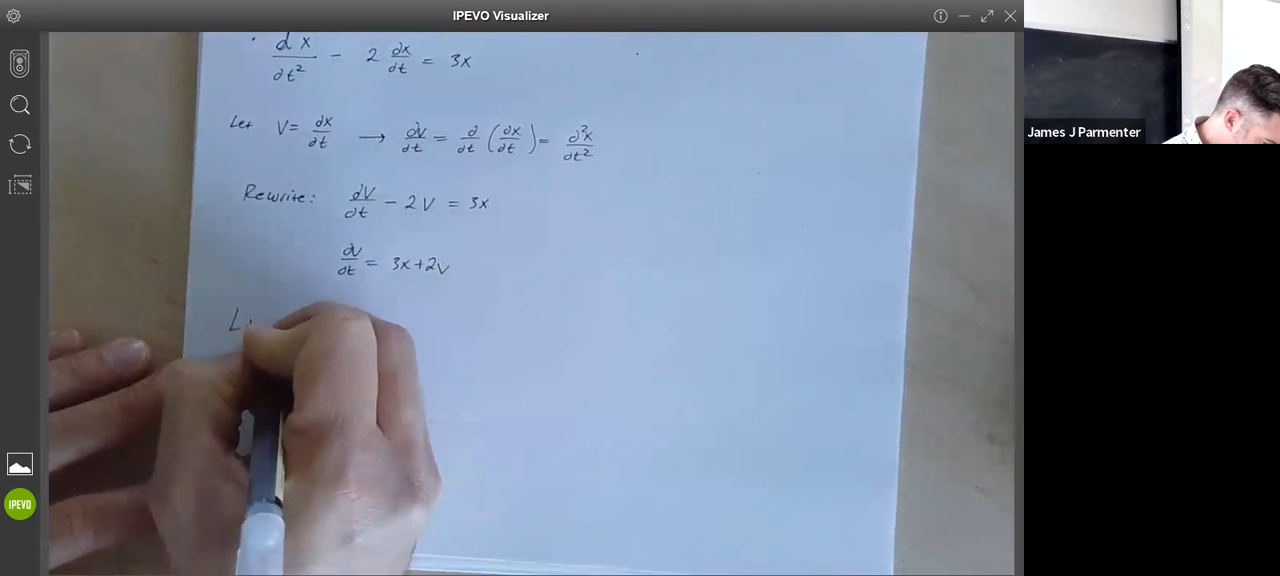 IPEVO Visualizer
d x / dt² - 2 dx/dt = 3x
Let V = dx/dt → dV/dt = d/dt (dx/dt) = d²x/dt²
Rewrite: dV/dt - 2V = 3x
dV/dt = 3x+2V
Li
James J Parmenter
IPEVO